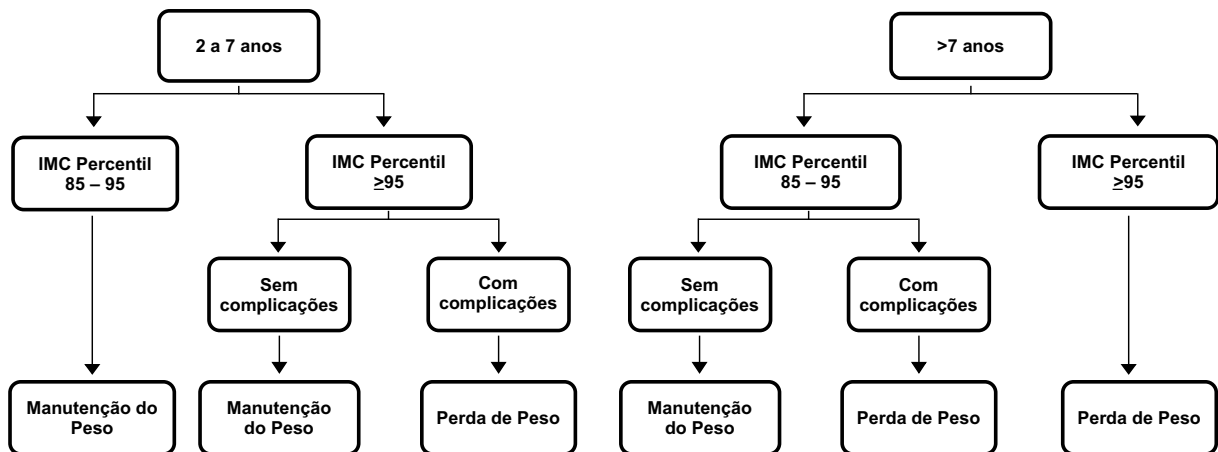 2 a 7 anos
>7 anos
IMC Percentil
85 – 95
IMC Percentil
≥95
IMC Percentil
85 – 95
IMC Percentil
≥95
Sem
complicações
Com
complicações
Sem
complicações
Com
complicações
Manutenção do
Peso
Manutenção
do Peso
Perda de Peso
Manutenção
do Peso
Perda de Peso
Perda de Peso